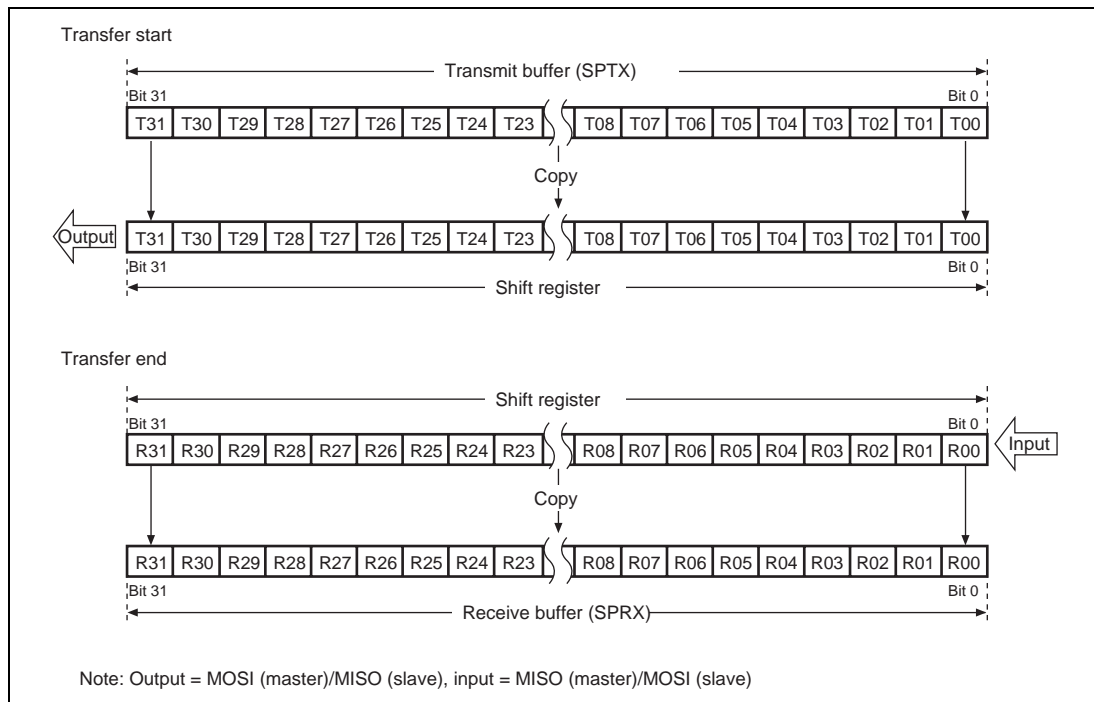 Transfer start
Transmit buffer (SPTX)
Bit 31 Bit 0
T31 T30 T29 T28 T27 T26 T25 T24 T23 T08 T07 T06 T05 T04 T03 T02 T01 T00
Copy
Output T31 T30 T29 T28 T27 T26 T25 T24 T23 T08 T07 T06 T05 T04 T03 T02 T01 T00
Bit 31 Bit 0
Shift register
Transfer end
Shift register
Bit 31 Bit 0
R31 R30 R29 R28 R27 R26 R25 R24 R23 R08 R07 R06 R05 R04 R03 R02 R01 R00 Input
Copy
R31 R30 R29 R28 R27 R26 R25 R24 R23 R08 R07 R06 R05 R04 R03 R02 R01 R00
Bit 31 Bit 0
Receive buffer (SPRX)
Note: Output = MOSI (master)/MISO (slave), input = MISO (master)/MOSI (slave)